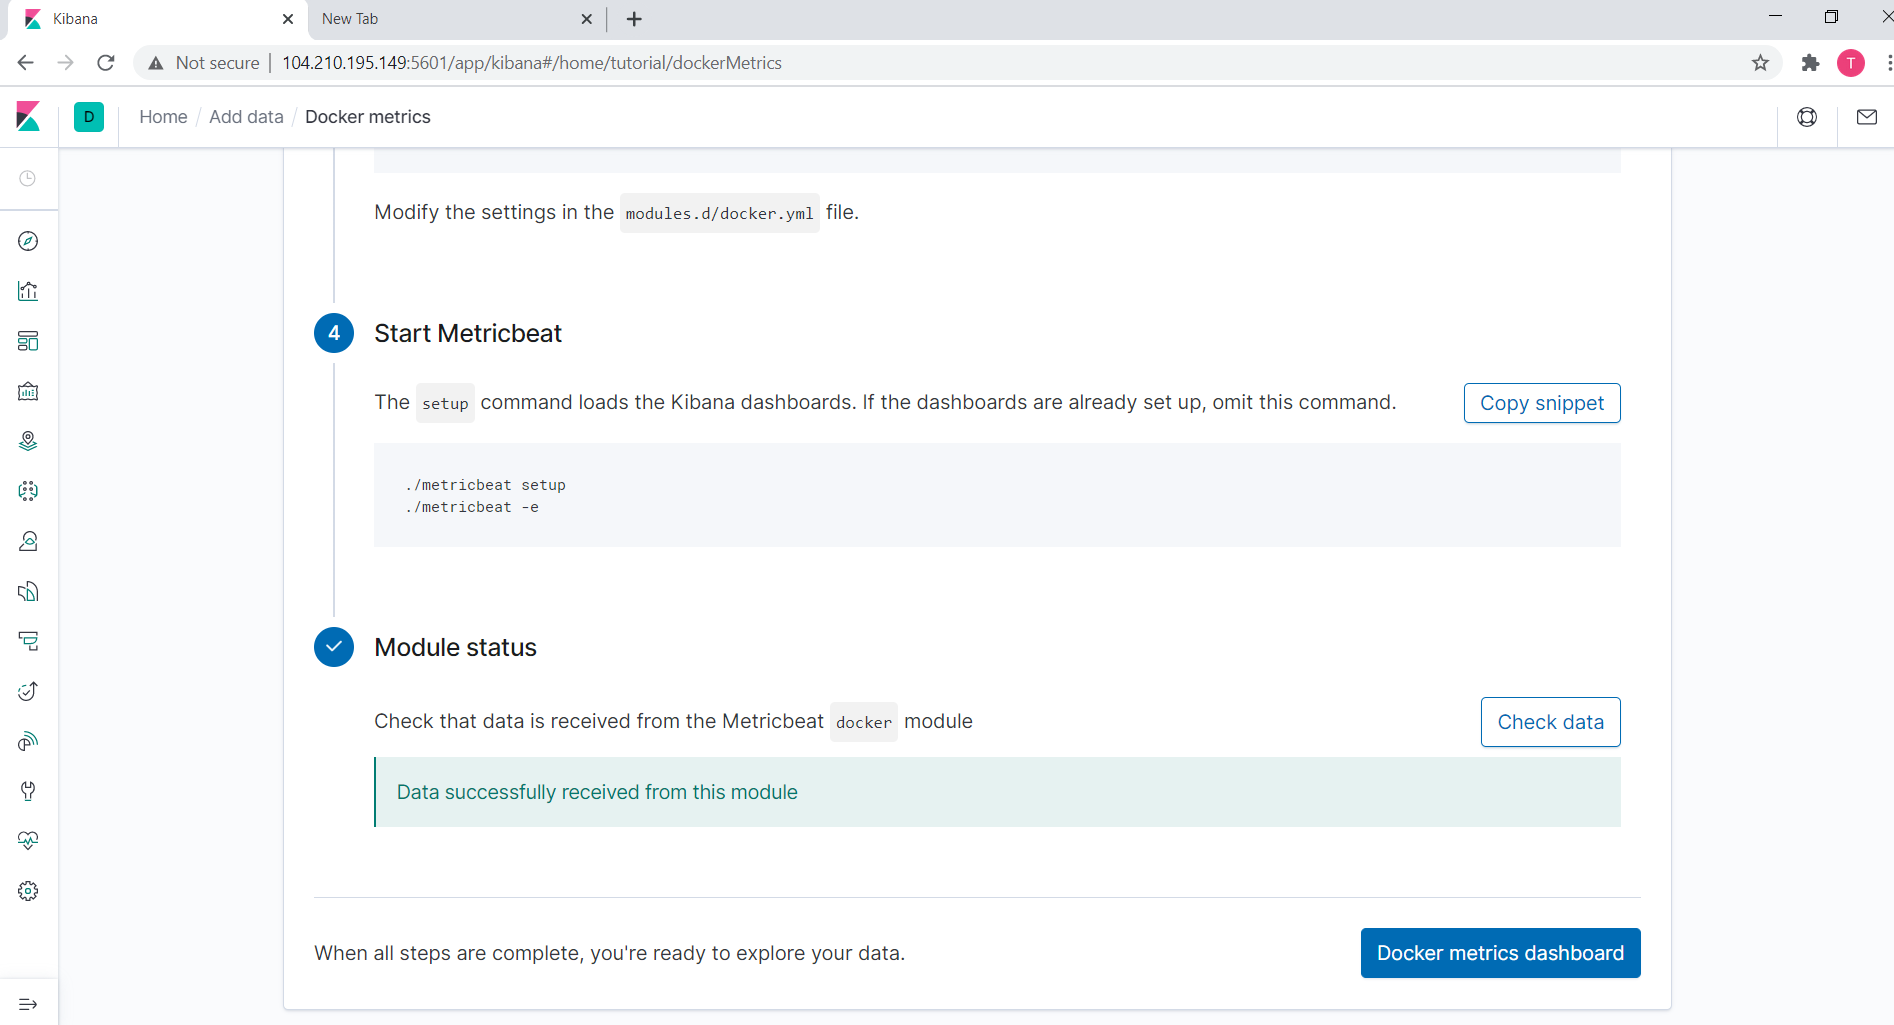 Kibana
New Tab
Not secure
104.210.195.149:5601/app/kibana#/home/tutorial/dockerMetrics
T
D
Home / Add data / Docker metrics
Modify the settings in the modules.d/docker.yml file.
4
Start Metricbeat
The setup command loads the Kibana dashboards. If the dashboards are already set up, omit this command.
Copy snippet
./metricbeat setup
./metricbeat -e
Module status
Check that data is received from the Metricbeat docker module
Check data
Data successfully received from this module
When all steps are complete, you're ready to explore your data.
Docker metrics dashboard